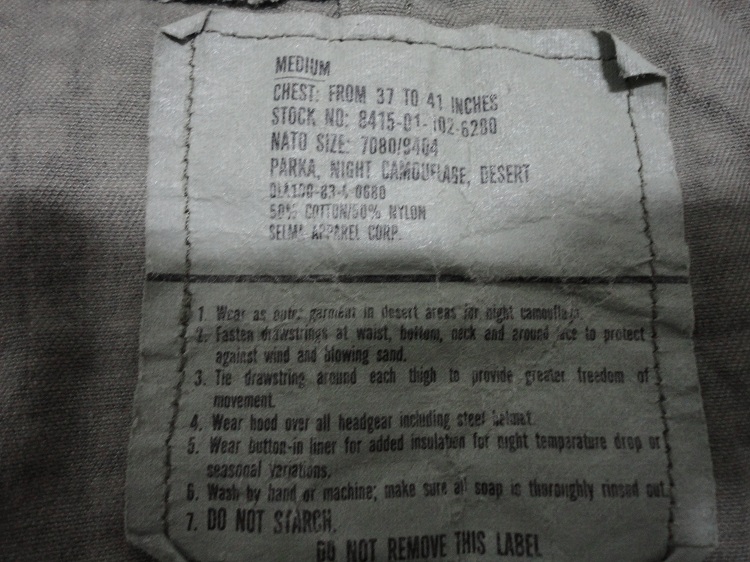 MEDIUM
CHEST: FROM 37 TO 41 INCHES
STOCK NO: 8415-01-102-6280
NATO SIZE: 7080/9404
PARKA, NIGHT CAMOUFLAGE, DESERT
DLA100-83-C-0680
50% COTTON/50% NYLON
SELMA APPAREL CORP.
1. Wear as outer garment in desert areas for night camouflage.
2. Fasten drawstrings at waist, bottom, neck and around face to protect
against wind and blowing sand.
3. Tie drawstring around each thigh to provide greater freedom of
movement.
4. Wear hood over all headgear including steel helmet.
5. Wear button-in liner for added insulation for night temparature drop or
seasonal variations.
6. Wash by hand or machine; make sure all soap is thoroughly rinsed out.
7. DO NOT STARCH.
DO NOT REMOVE THIS LABEL